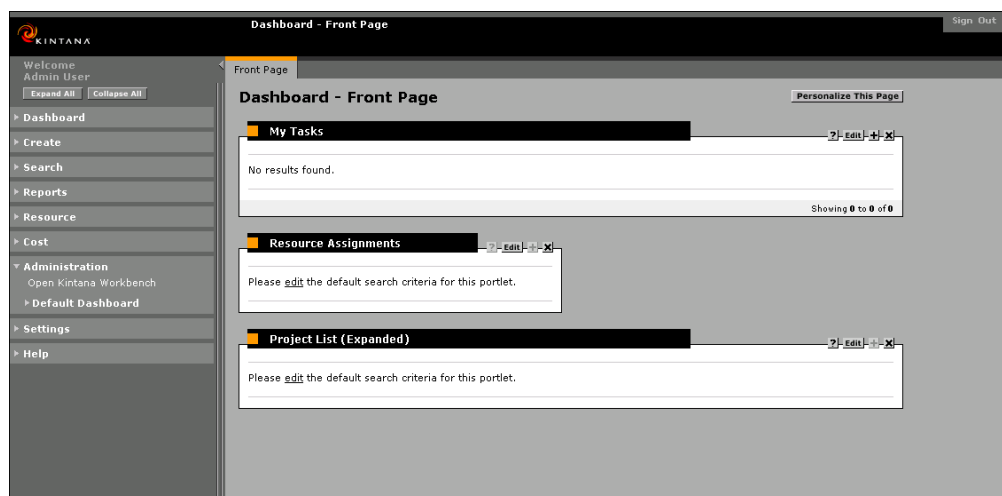 KINTANA
Dashboard - Front Page
Sign Out
Welcome
Admin User
Expand All
Collapse All
Dashboard
Create
Search
Reports
Resource
Cost
Administration
Open Kintana Workbench
Default Dashboard
Settings
Help
Front Page
Dashboard - Front Page
Personalize This Page
My Tasks
? Edit + X
No results found.
Showing 0 to 0 of 0
Resource Assignments
? Edit + X
Please edit the default search criteria for this portlet.
Project List (Expanded)
? Edit + X
Please edit the default search criteria for this portlet.